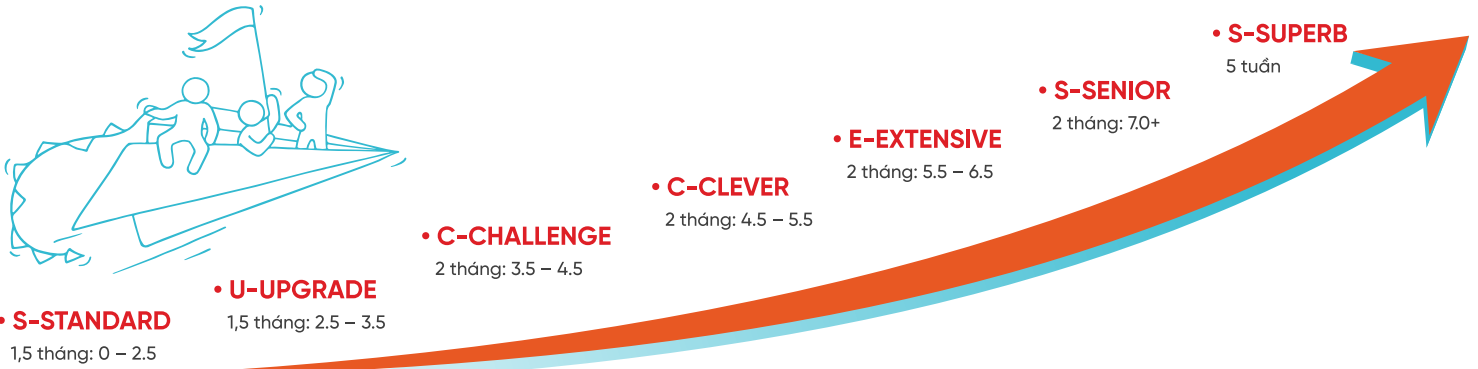 • S-STANDARD
1,5 tháng: 0 – 2.5
• U-UPGRADE
1,5 tháng: 2.5 – 3.5
• C-CHALLENGE
2 tháng: 3.5 – 4.5
• C-CLEVER
2 tháng: 4.5 – 5.5
• E-EXTENSIVE
2 tháng: 5.5 – 6.5
• S-SENIOR
2 tháng: 7.0+
• S-SUPERB
5 tuần